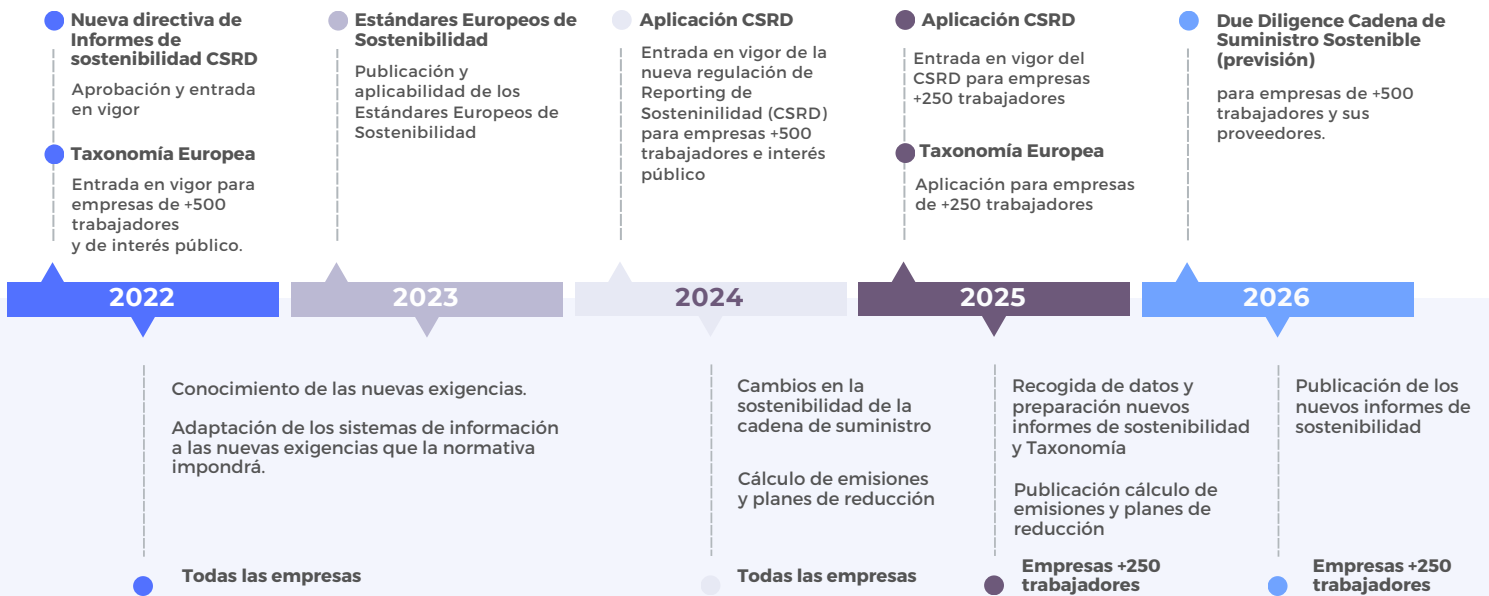 Nueva directiva de
Informes de
sostenibilidad CSRD
Aprobación y entrada
en vigor
Taxonomía Europea
Entrada en vigor para
empresas de +500
trabajadores
y de interés público.
Estándares Europeos de
Sostenibilidad
Publicación y
aplicabilidad de los
Estándares Europeos de
Sostenibilidad
Aplicación CSRD
Entrada en vigor de la
nueva regulación de
Reporting de
Sosteninilidad (CSRD)
para empresas +500
trabajadores e interés
público
Aplicación CSRD
Entrada en vigor del
CSRD para empresas
+250 trabajadores
Taxonomía Europea
Aplicación para empresas
de +250 trabajadores
Due Diligence Cadena de
Suministro Sostenible
(previsión)
para empresas de +500
trabajadores y sus
proveedores.
2022
2023
2024
2025
2026
Conocimiento de las nuevas exigencias.
Adaptación de los sistemas de información
a las nuevas exigencias que la normativa
impondrá.
Todas las empresas
Cambios en la
sostenibilidad de la
cadena de suministro
Cálculo de emisiones
y planes de reducción
Todas las empresas
Recogida de datos y
preparación nuevos
informes de sostenibilidad
y Taxonomía
Publicación cálculo de
emisiones y planes de
reducción
Empresas +250
trabajadores
Publicación de los
nuevos informes de
sostenibilidad
Empresas +250
trabajadores